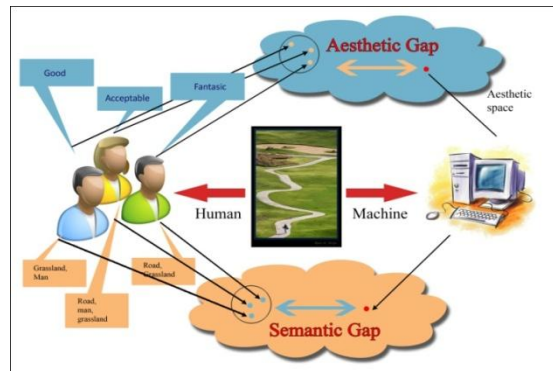 Good
Acceptable
Fantasic
Aesthetic Gap
Aesthetic
space
Human
Machine
Grassland,
Man
Road,
man,
grassland
Road,
Grassland
Semantic Gap